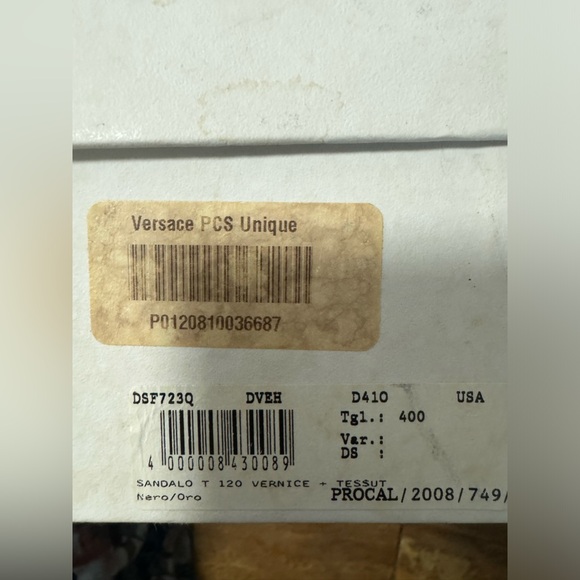 Versace PCS Unique
P0120810036687
DSF723Q DVEH D41O USA
Tgl.: 400
Var.:
DS :
4 000008 430089
SANDALO T 120 VERNICE + TESSUT
Nero/Oro
PROCAL/2008/749/